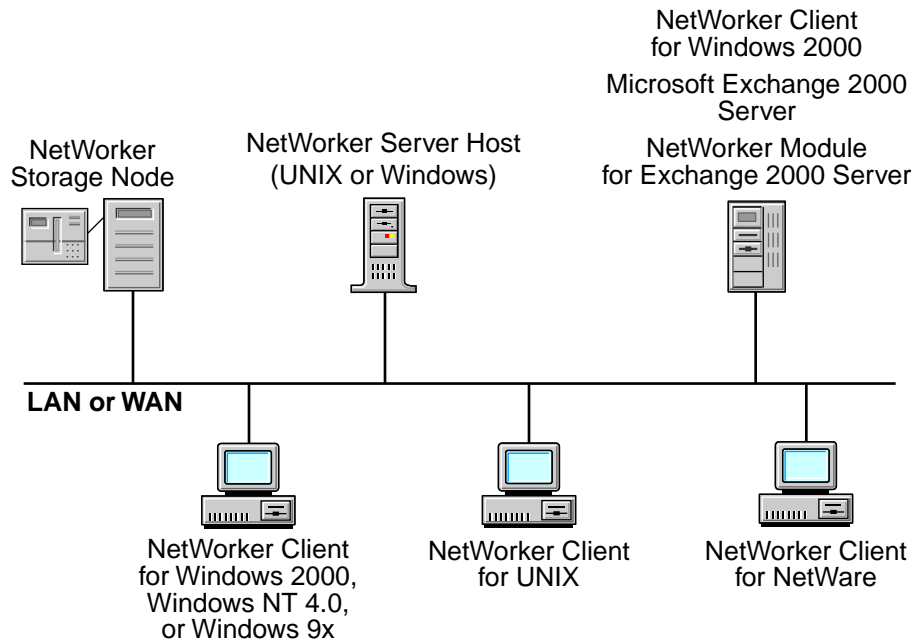 NetWorker Client
for Windows 2000
Microsoft Exchange 2000
Server
NetWorker Module
for Exchange 2000 Server
NetWorker Server Host
(UNIX or Windows)
NetWorker
Storage Node
LAN or WAN
NetWorker Client
for Windows 2000,
Windows NT 4.0,
or Windows 9x
NetWorker Client
for UNIX
NetWorker Client
for NetWare